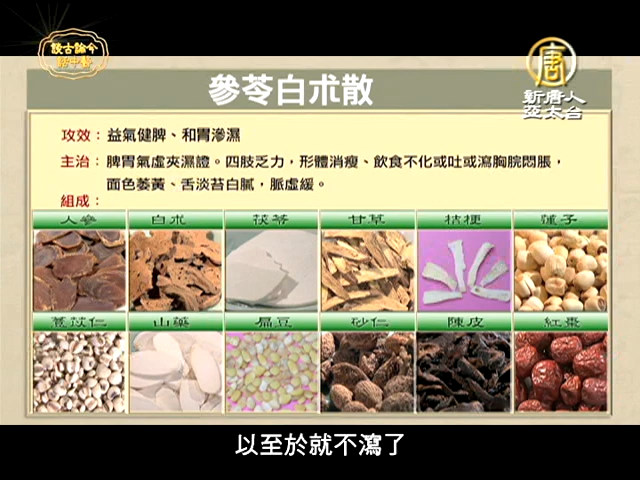 談古論今
話中醫
新唐人
亞太台
參苓白朮散
攻效：益氣健脾、和胃滲濕
主治：脾胃氣虛夾濕證。四肢乏力，形體消瘦、飲食不化或吐或瀉胸脘悶脹，
面色萎黃、舌淡苔白膩，脈虛緩。
組成：
人參 白朮 茯苓 甘草 桔梗 蓮子
薏苡仁 山藥 扁豆 砂仁 陳皮 紅棗
以至於就不瀉了